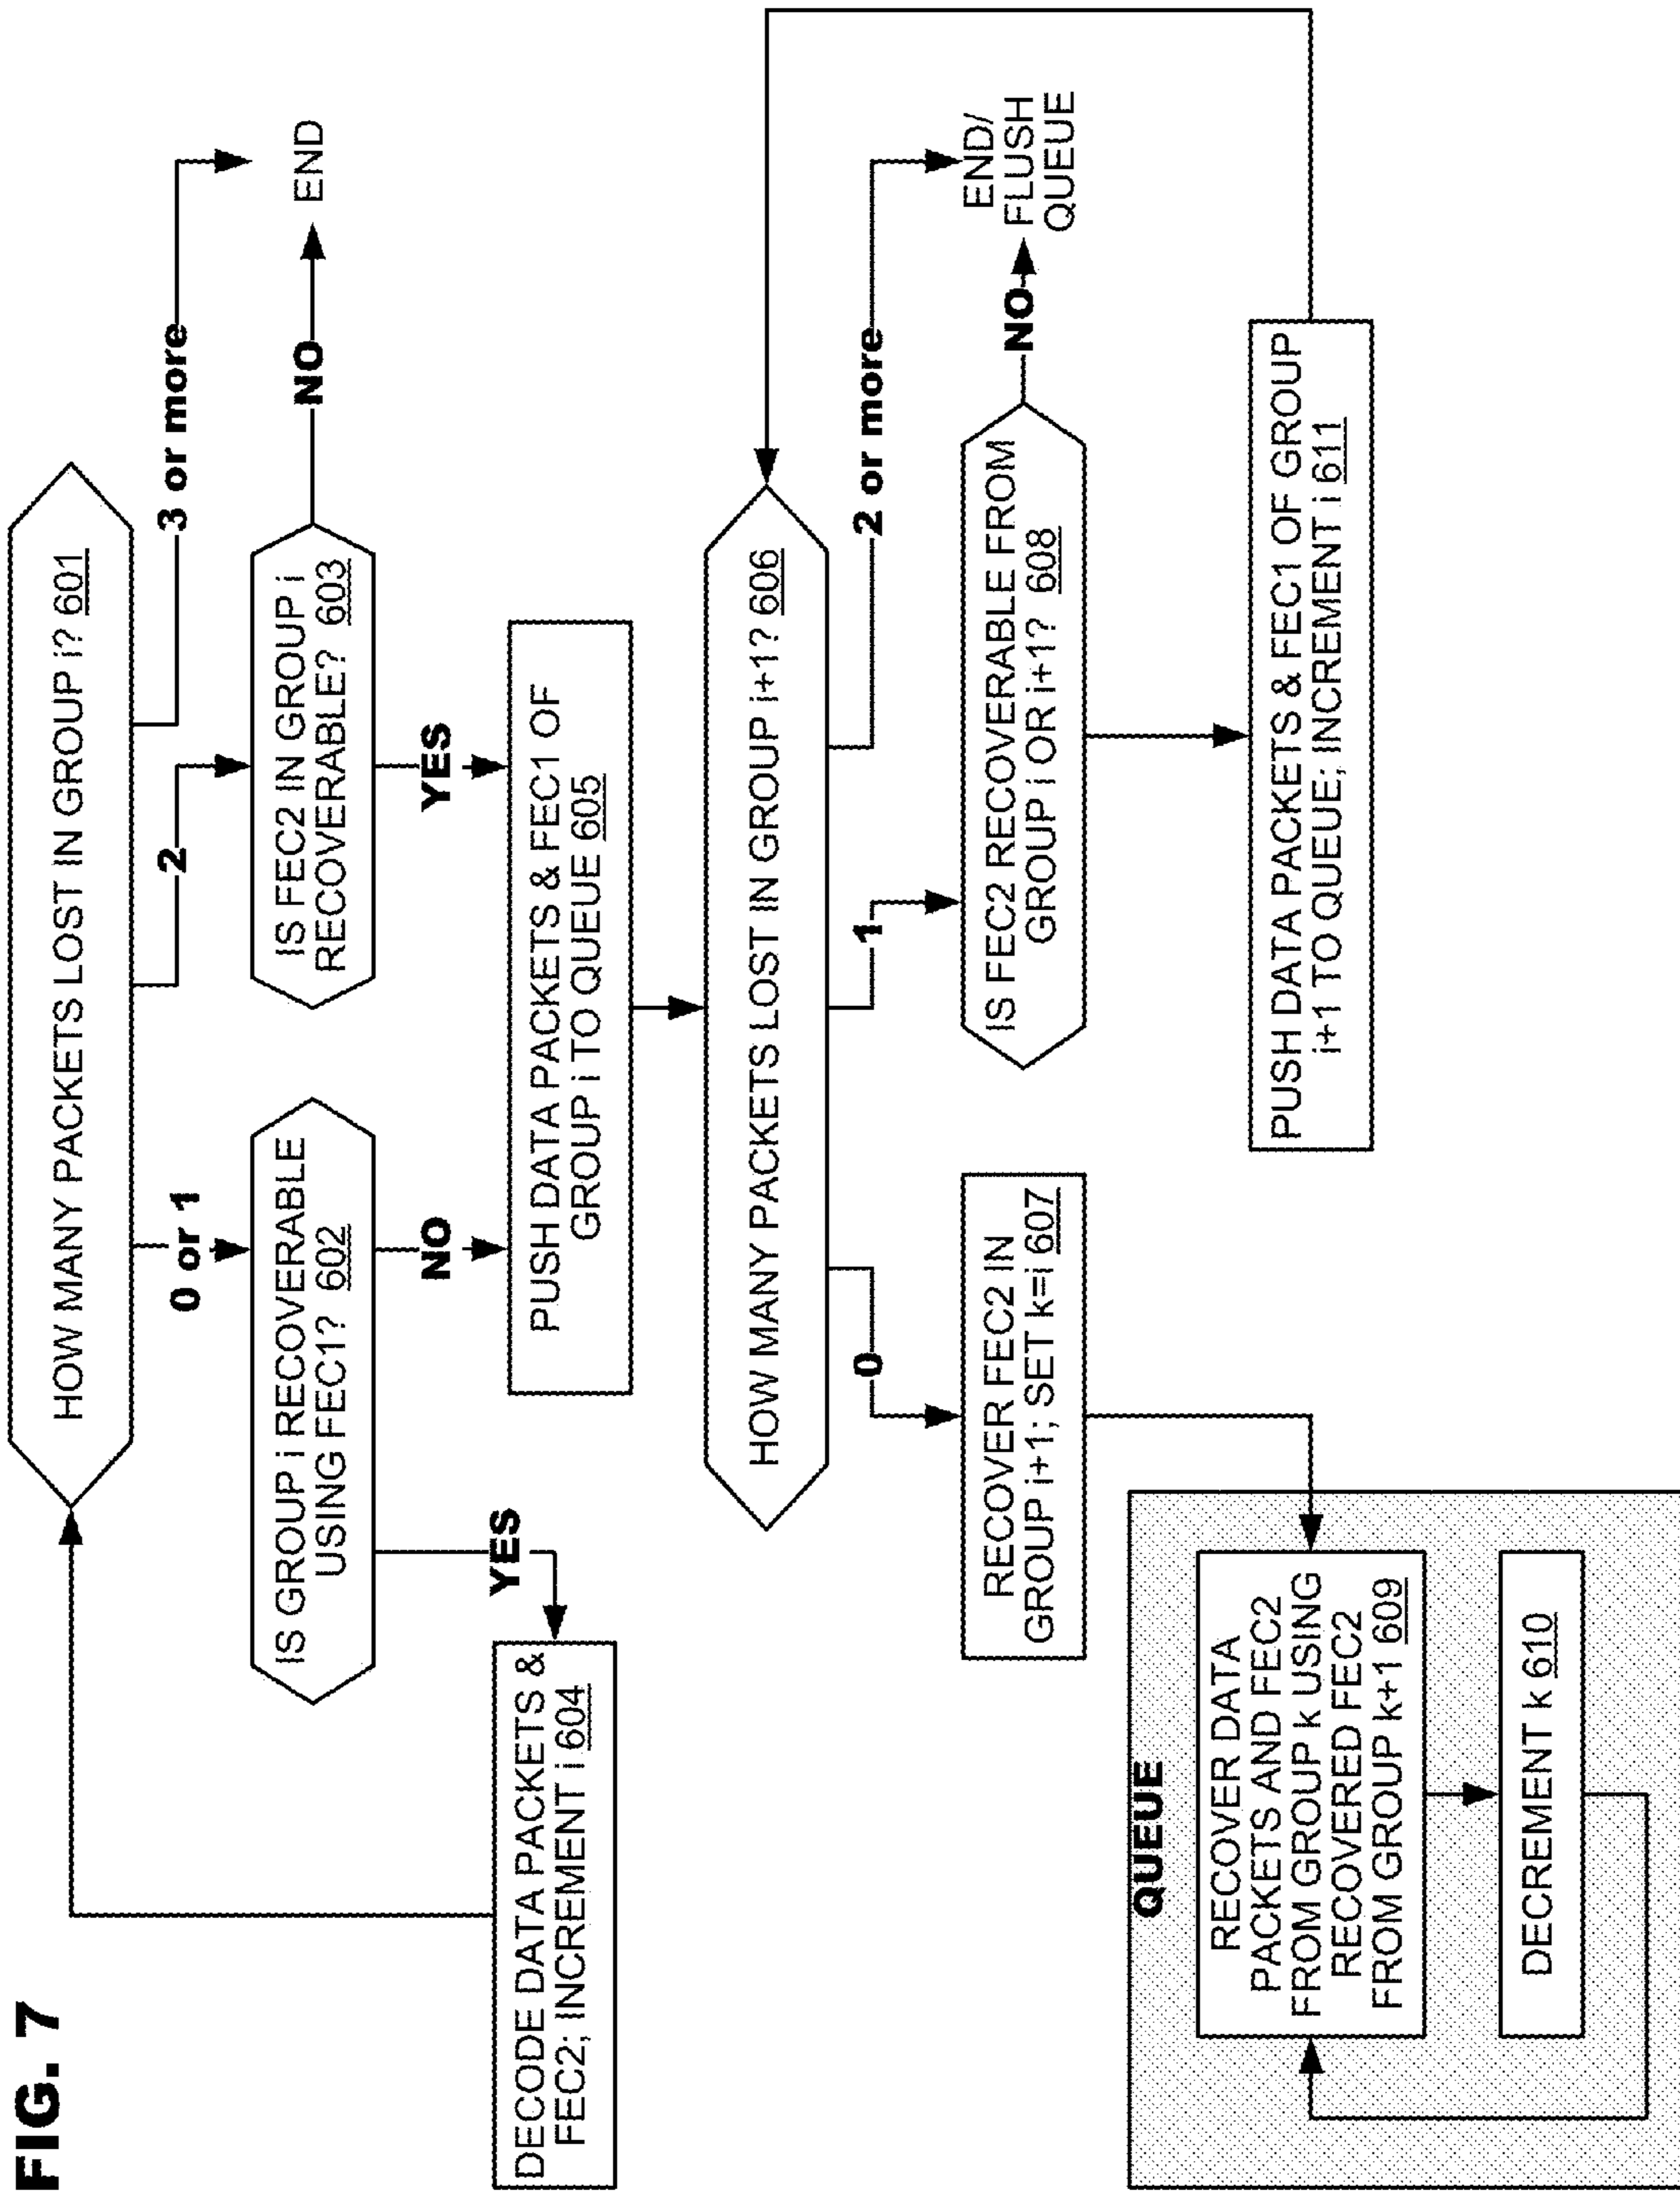 FIG. 7
HOW MANY PACKETS LOST IN GROUP i? 601
0 or 1
2
3 or more
IS GROUP i RECOVERABLE
USING FEC1? 602
IS FEC2 IN GROUP i
RECOVERABLE? 603
NO
END
YES
NO
YES
DECODE DATA PACKETS &
FEC2; INCREMENT i 604
PUSH DATA PACKETS & FEC1 OF
GROUP i TO QUEUE 605
HOW MANY PACKETS LOST IN GROUP i+1? 606
0
1
2 or more
RECOVER FEC2 IN
GROUP i+1; SET k=i 607
IS FEC2 RECOVERABLE FROM
GROUP i OR i+1? 608
NO
END/
FLUSH
QUEUE
QUEUE
RECOVER DATA
PACKETS AND FEC2
FROM GROUP k USING
RECOVERED FEC2
FROM GROUP k+1 609
DECREMENT k 610
PUSH DATA PACKETS & FEC1 OF GROUP
i+1 TO QUEUE; INCREMENT i 611